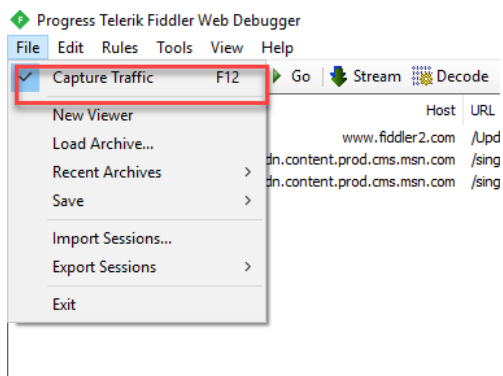 Progress Telerik Fiddler Web Debugger
File Edit Rules Tools View Help
Capture Traffic F12
Go Stream Decode
New Viewer
Host URL
Load Archive...
www.fiddler2.com /Upd
Recent Archives
dn.content.prod.cms.msn.com /sing
Save
dn.content.prod.cms.msn.com /sing
Import Sessions...
Export Sessions
Exit